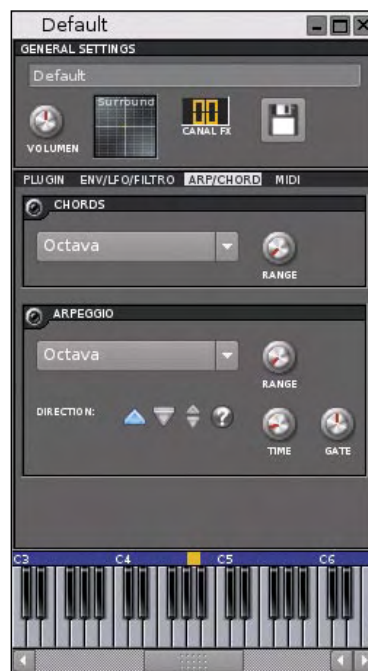 Default
GENERAL SETTINGS
Default
Surround
00
VOLUMEN
CANAL FX
PLUGIN ENV/LFO/FILTRO ARP/CHORD MIDI
CHORDS
Octava
RANGE
ARPEGGIO
Octava
RANGE
DIRECTION:
?
TIME GATE
C3 C4 C5 C6